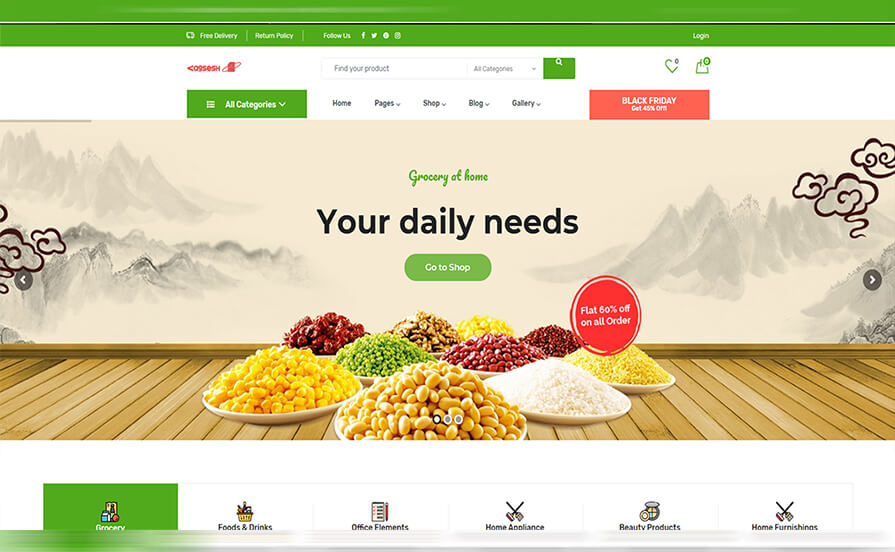 Free Delivery
Return Policy
Follow Us
Login
Find your product
All Categories
0
0
All Categories
Home
Pages
Shop
Blog
Gallery
BLACK FRIDAY
Get 45% Off!
Grocery at home
Your daily needs
Go to Shop
Flat 60% off
on all Order
Grocery
Foods & Drinks
Office Elements
Home Appliance
Beauty Products
Home Furnishings